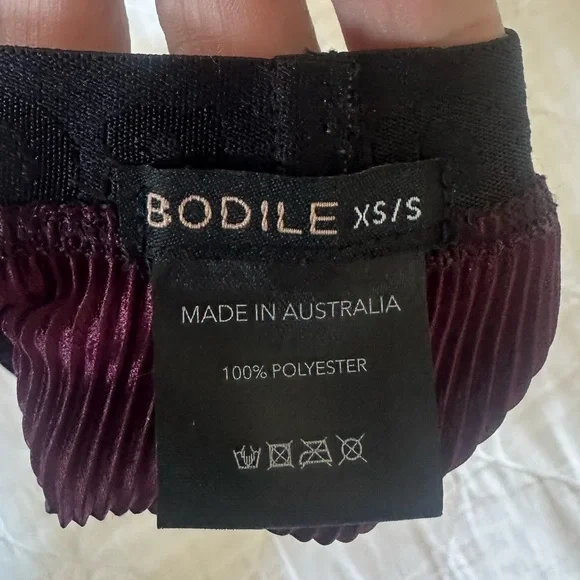 BODILE XS/S
MADE IN AUSTRALIA
100% POLYESTER